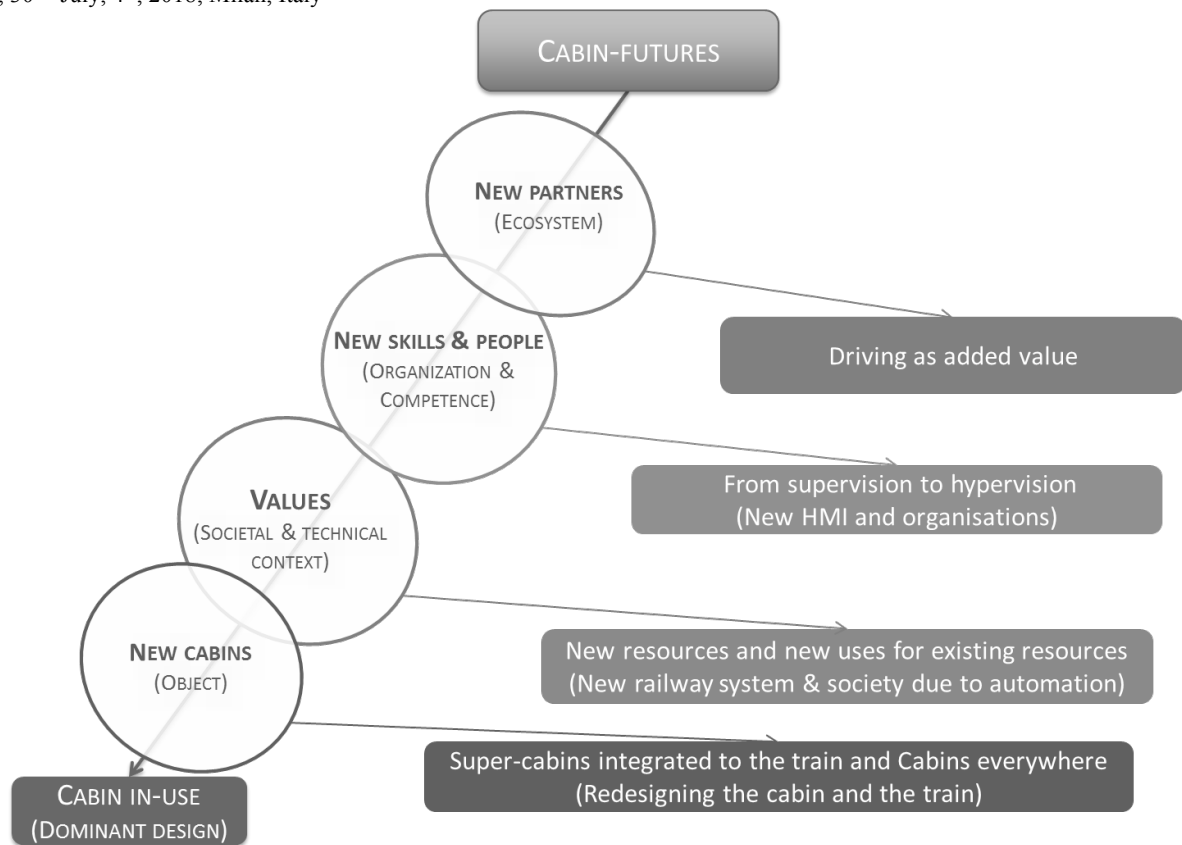 2018, Milan, Italy
CABIN-FUTURES
NEW PARTNERS
(ECOSYSTEM)
NEW SKILLS & PEOPLE
(ORGANIZATION &
COMPETENCE)
Driving as added value
From supervision to hypervision
(New HMI and organisations)
VALUES
(SOCIETAL & TECHNICAL
CONTEXT)
New resources and new uses for existing resources
(New railway system & society due to automation)
NEW CABINS
(OBJECT)
Super-cabins integrated to the train and Cabins everywhere
(Redesigning the cabin and the train)
CABIN IN-USE
(DOMINANT DESIGN)